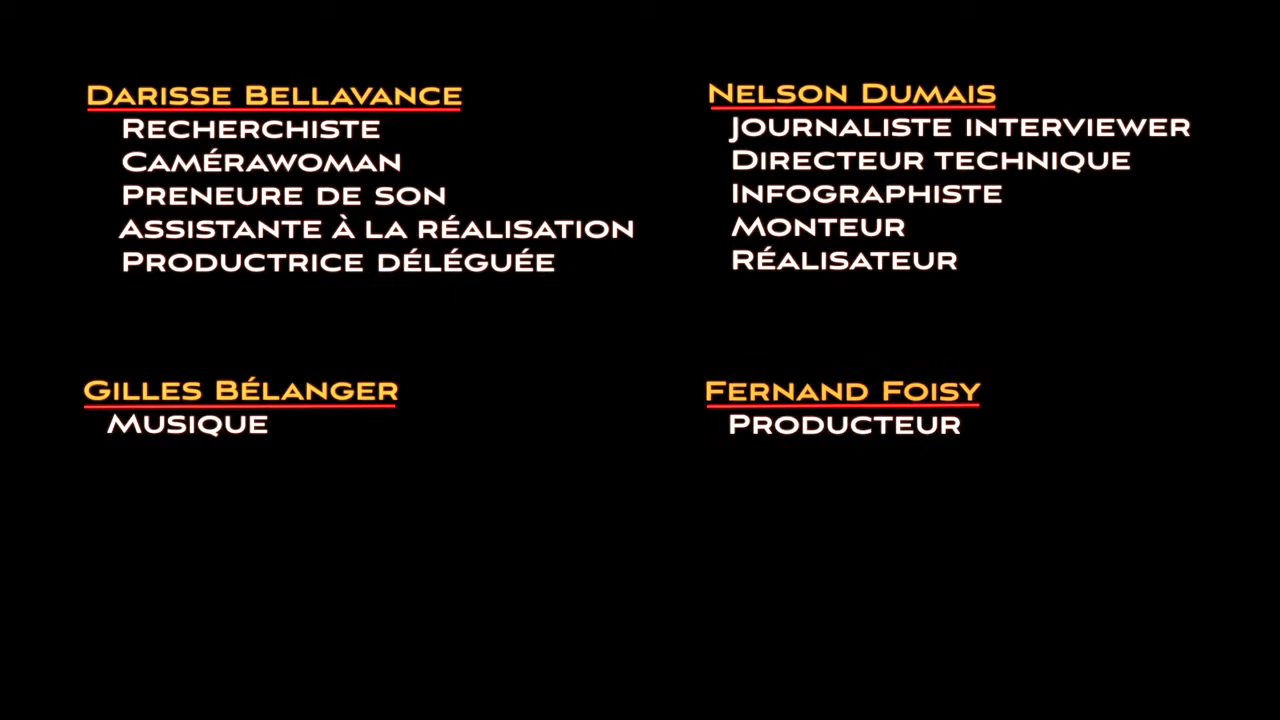 Darisse Bellavance
Recherchiste
Camérawoman
Preneure de son
Assistante à la réalisation
Productrice déléguée
Nelson Dumais
Journaliste interviewer
Directeur technique
Infographiste
Monteur
Réalisateur
Gilles Bélanger
Musique
Fernand Foisy
Producteur